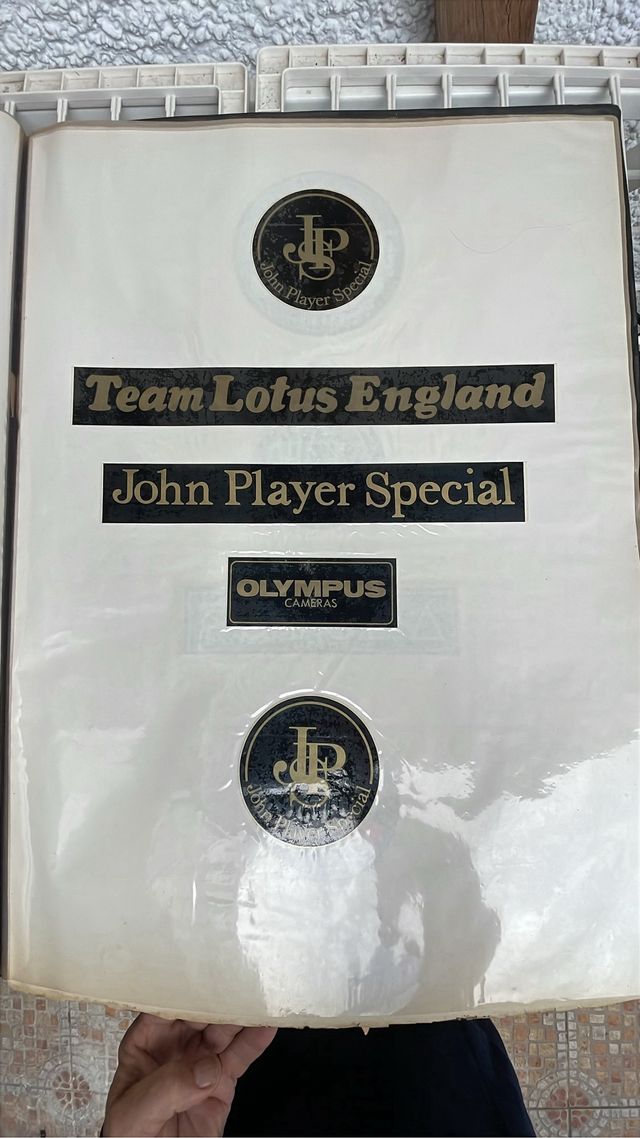 JPS
John Player Special
Team Lotus England
John Player Special
OLYMPUS
CAMERAS
JPS
John Player Special